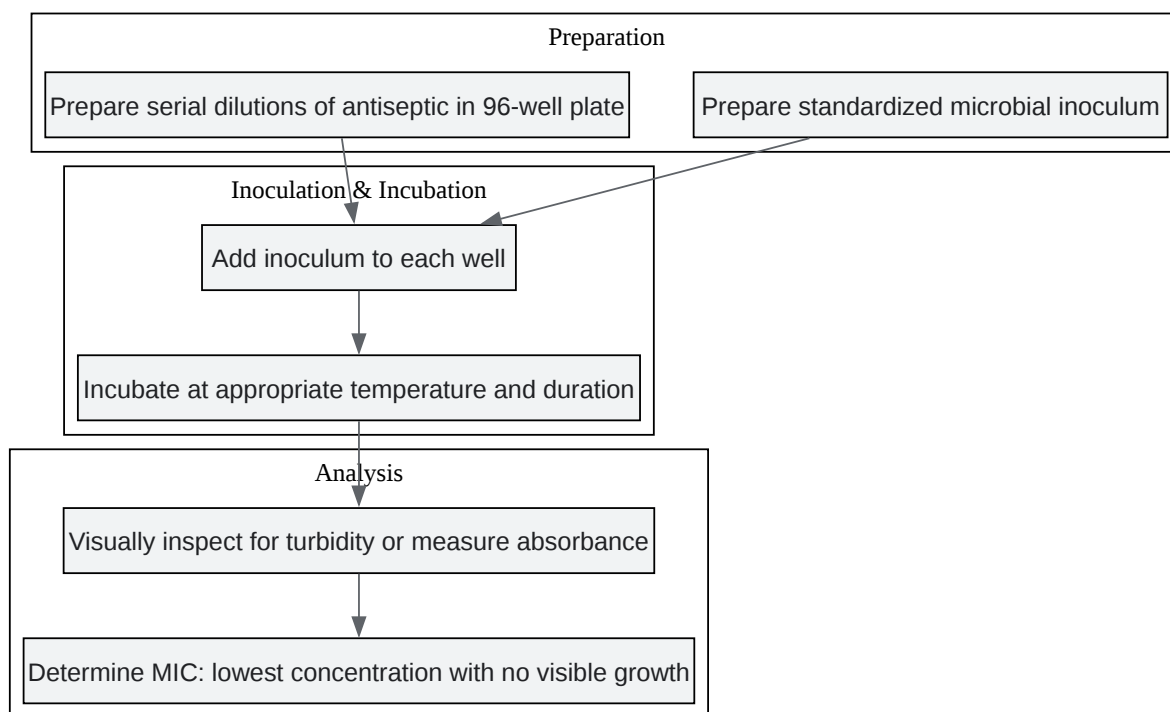 Preparation
Prepare serial dilutions of antiseptic in 96-well plate
Prepare standardized microbial inoculum
Inoculation & Incubation
Add inoculum to each well
Incubate at appropriate temperature and duration
Analysis
Visually inspect for turbidity or measure absorbance
Determine MIC: lowest concentration with no visible growth